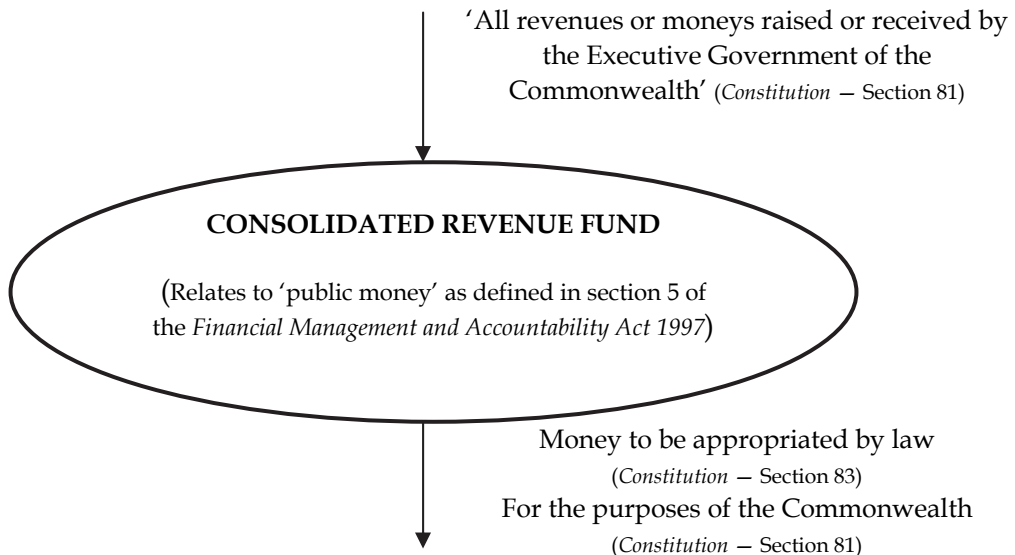 ‘All revenues or moneys raised or received by
the Executive Government of the
Commonwealth’ (Constitution – Section 81)
CONSOLIDATED REVENUE FUND
(Relates to ‘public money’ as defined in section 5 of
the Financial Management and Accountability Act 1997)
Money to be appropriated by law
(Constitution – Section 83)
For the purposes of the Commonwealth
(Constitution – Section 81)